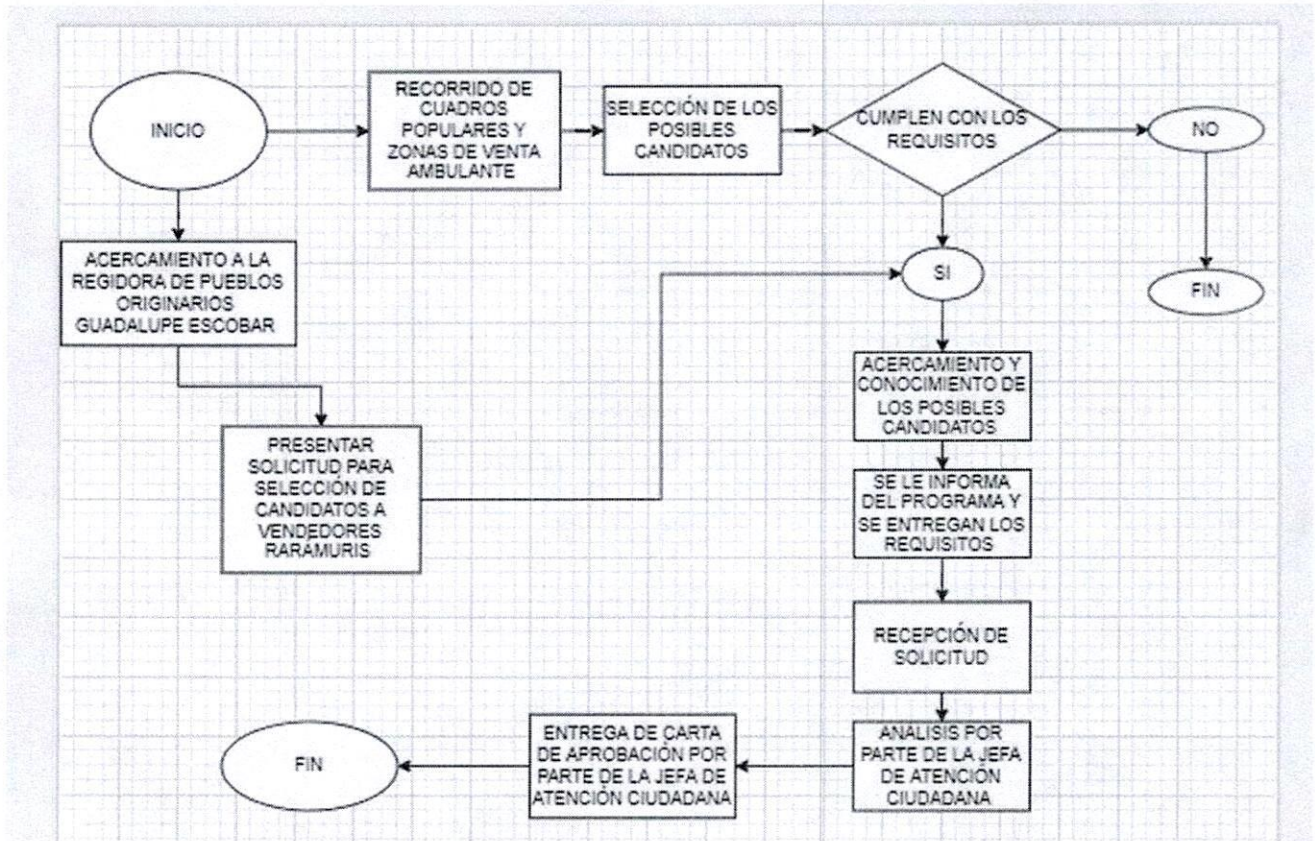 INICIO
RECORRIDO DE
CUADROS
POPULARES Y
ZONAS DE VENTA
AMBULANTE
SELECCIÓN DE LOS
POSIBLES
CANDIDATOS
CUMPLEN CON LOS
REQUISITOS
NO
FIN
ACERCAMIENTO A LA
REGIDORA DE PUEBLOS
ORIGINARIOS
GUADALUPE ESCOBAR
PRESENTAR
SOLICITUD PARA
SELECCIÓN DE
CANDIDATOS A
VENDEDORES
RARÁMURIS
SI
ACERCAMIENTO Y
CONOCIMIENTO DE
LOS POSIBLES
CANDIDATOS
SE LE INFORMA
DEL PROGRAMA Y
SE ENTREGAN LOS
REQUISITOS
RECEPCIÓN DE
SOLICITUD
ANÁLISIS POR
PARTE DE LA JEFA
DE ATENCIÓN
CIUDADANA
ENTREGA DE CARTA
DE APROBACIÓN POR
PARTE DE LA JEFA DE
ATENCIÓN CIUDADANA
FIN